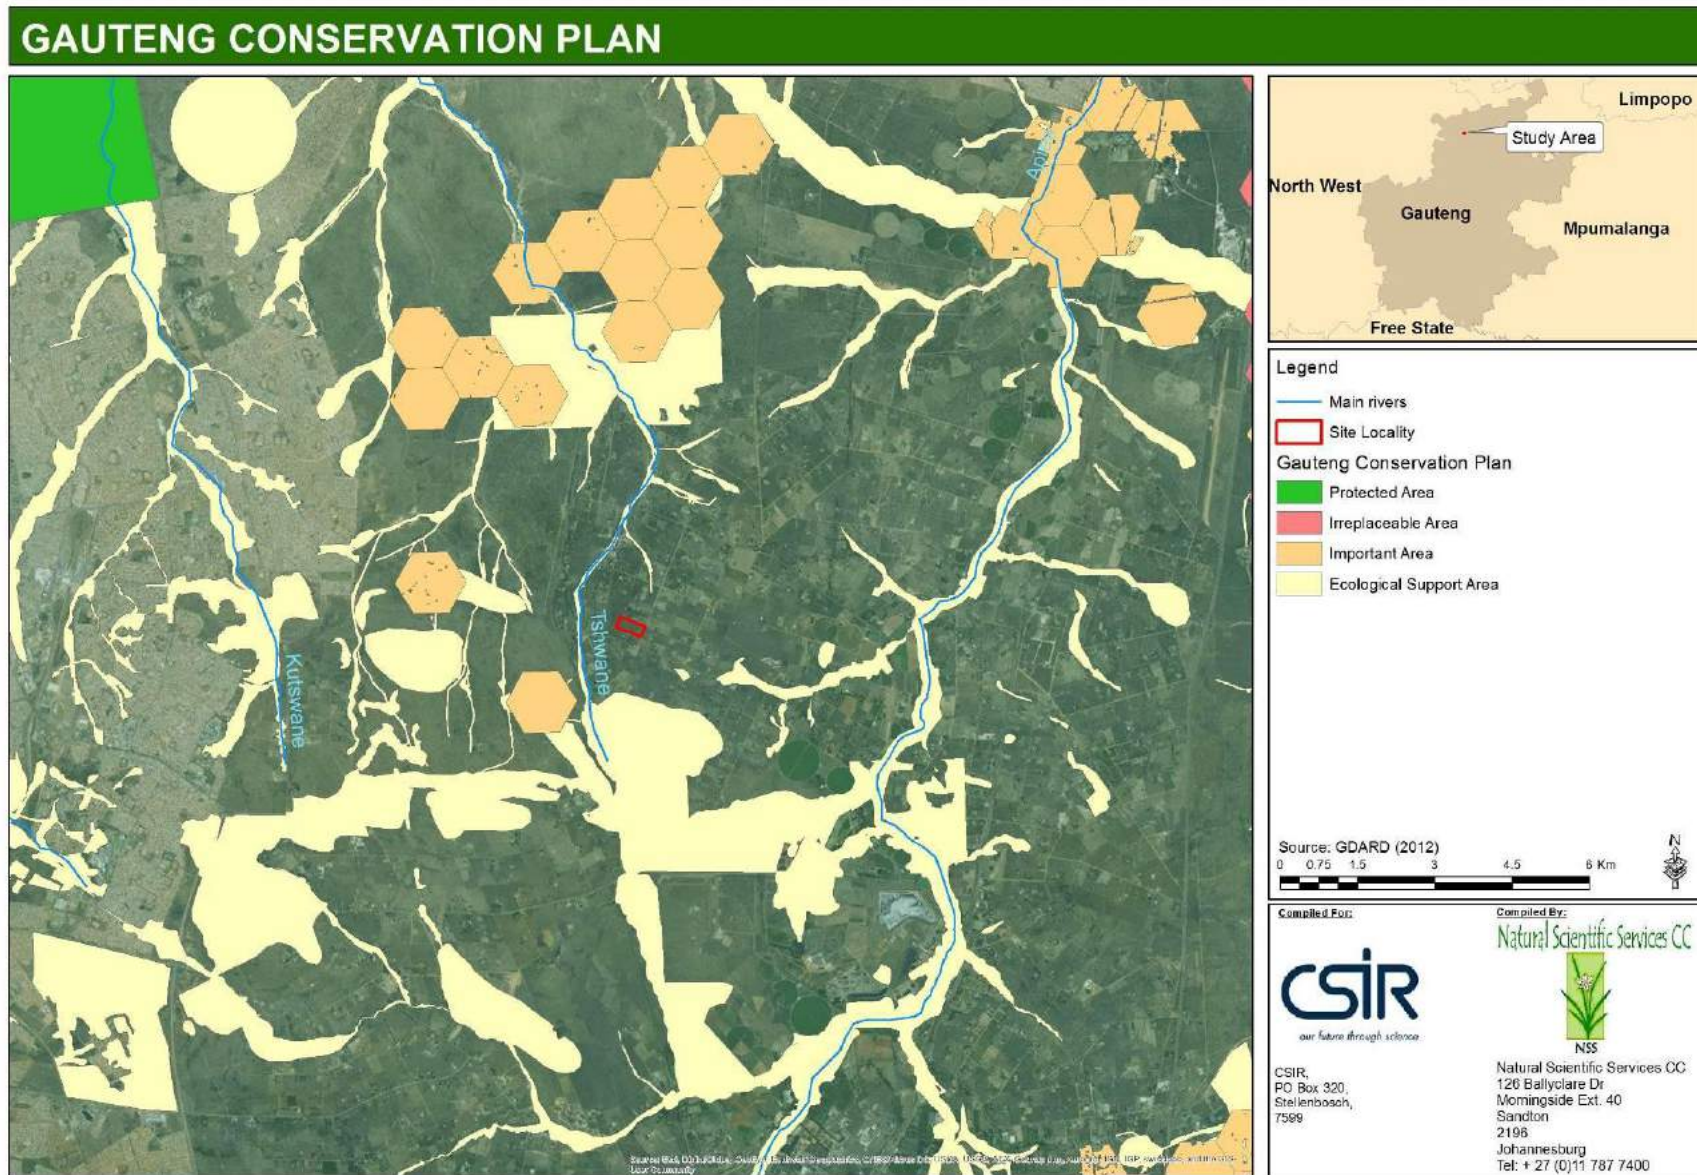 GAUTENG CONSERVATION PLAN
Apies
Tshwane
Kutswane
Limpopo
Study Area
North West
Gauteng
Mpumalanga
Free State
Legend
Main rivers
Site Locality
Gauteng Conservation Plan
Protected Area
Irreplaceable Area
Important Area
Ecological Support Area
Source: GDARD (2012)
0 0.75 1.5 3 4.5 6 Km
N
Compiled For:
CSIR
our future through science
CSIR,
PO Box 320,
Stellenbosch,
7599
Compiled By:
Natural Scientific Services CC
NSS
Natural Scientific Services CC
126 Ballyclare Dr
Morningside Ext. 40
Sandton
2196
Johannesburg
Tel: + 27 (0)11 787 7400
User Community